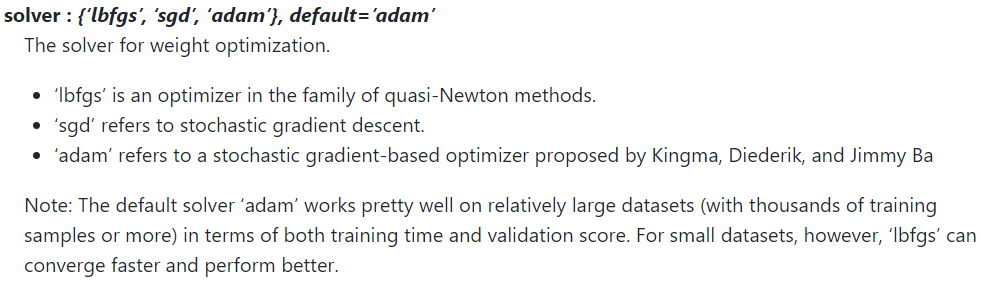 solver : {‘lbfgs’, ‘sgd’, ‘adam’}, default=’adam’
The solver for weight optimization.
• ‘lbfgs’ is an optimizer in the family of quasi-Newton methods.
• ‘sgd’ refers to stochastic gradient descent.
• ‘adam’ refers to a stochastic gradient-based optimizer proposed by Kingma, Diederik, and Jimmy Ba
Note: The default solver ‘adam’ works pretty well on relatively large datasets (with thousands of training
samples or more) in terms of both training time and validation score. For small datasets, however, ‘lbfgs’ can
converge faster and perform better.